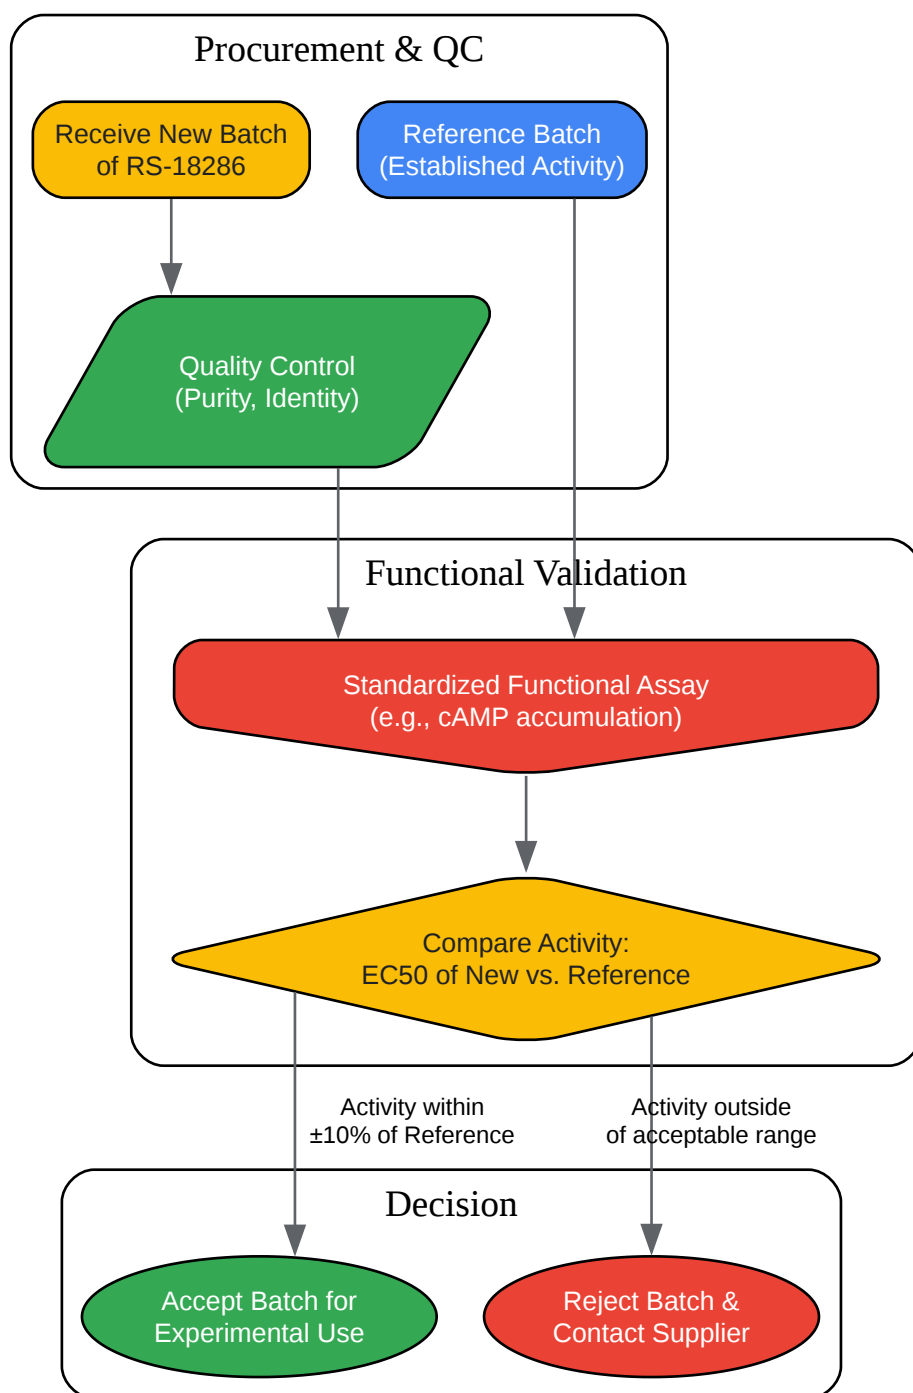 Procurement & QC
Receive New Batch
of RS-18286
Reference Batch
(Established Activity)
Quality Control
(Purity, Identity)
Functional Validation
Standardized Functional Assay
(e.g., cAMP accumulation)
Compare Activity:
EC50 of New vs. Reference
Activity within
±10% of Reference
Activity outside
of acceptable range
Decision
Accept Batch for
Experimental Use
Reject Batch &
Contact Supplier